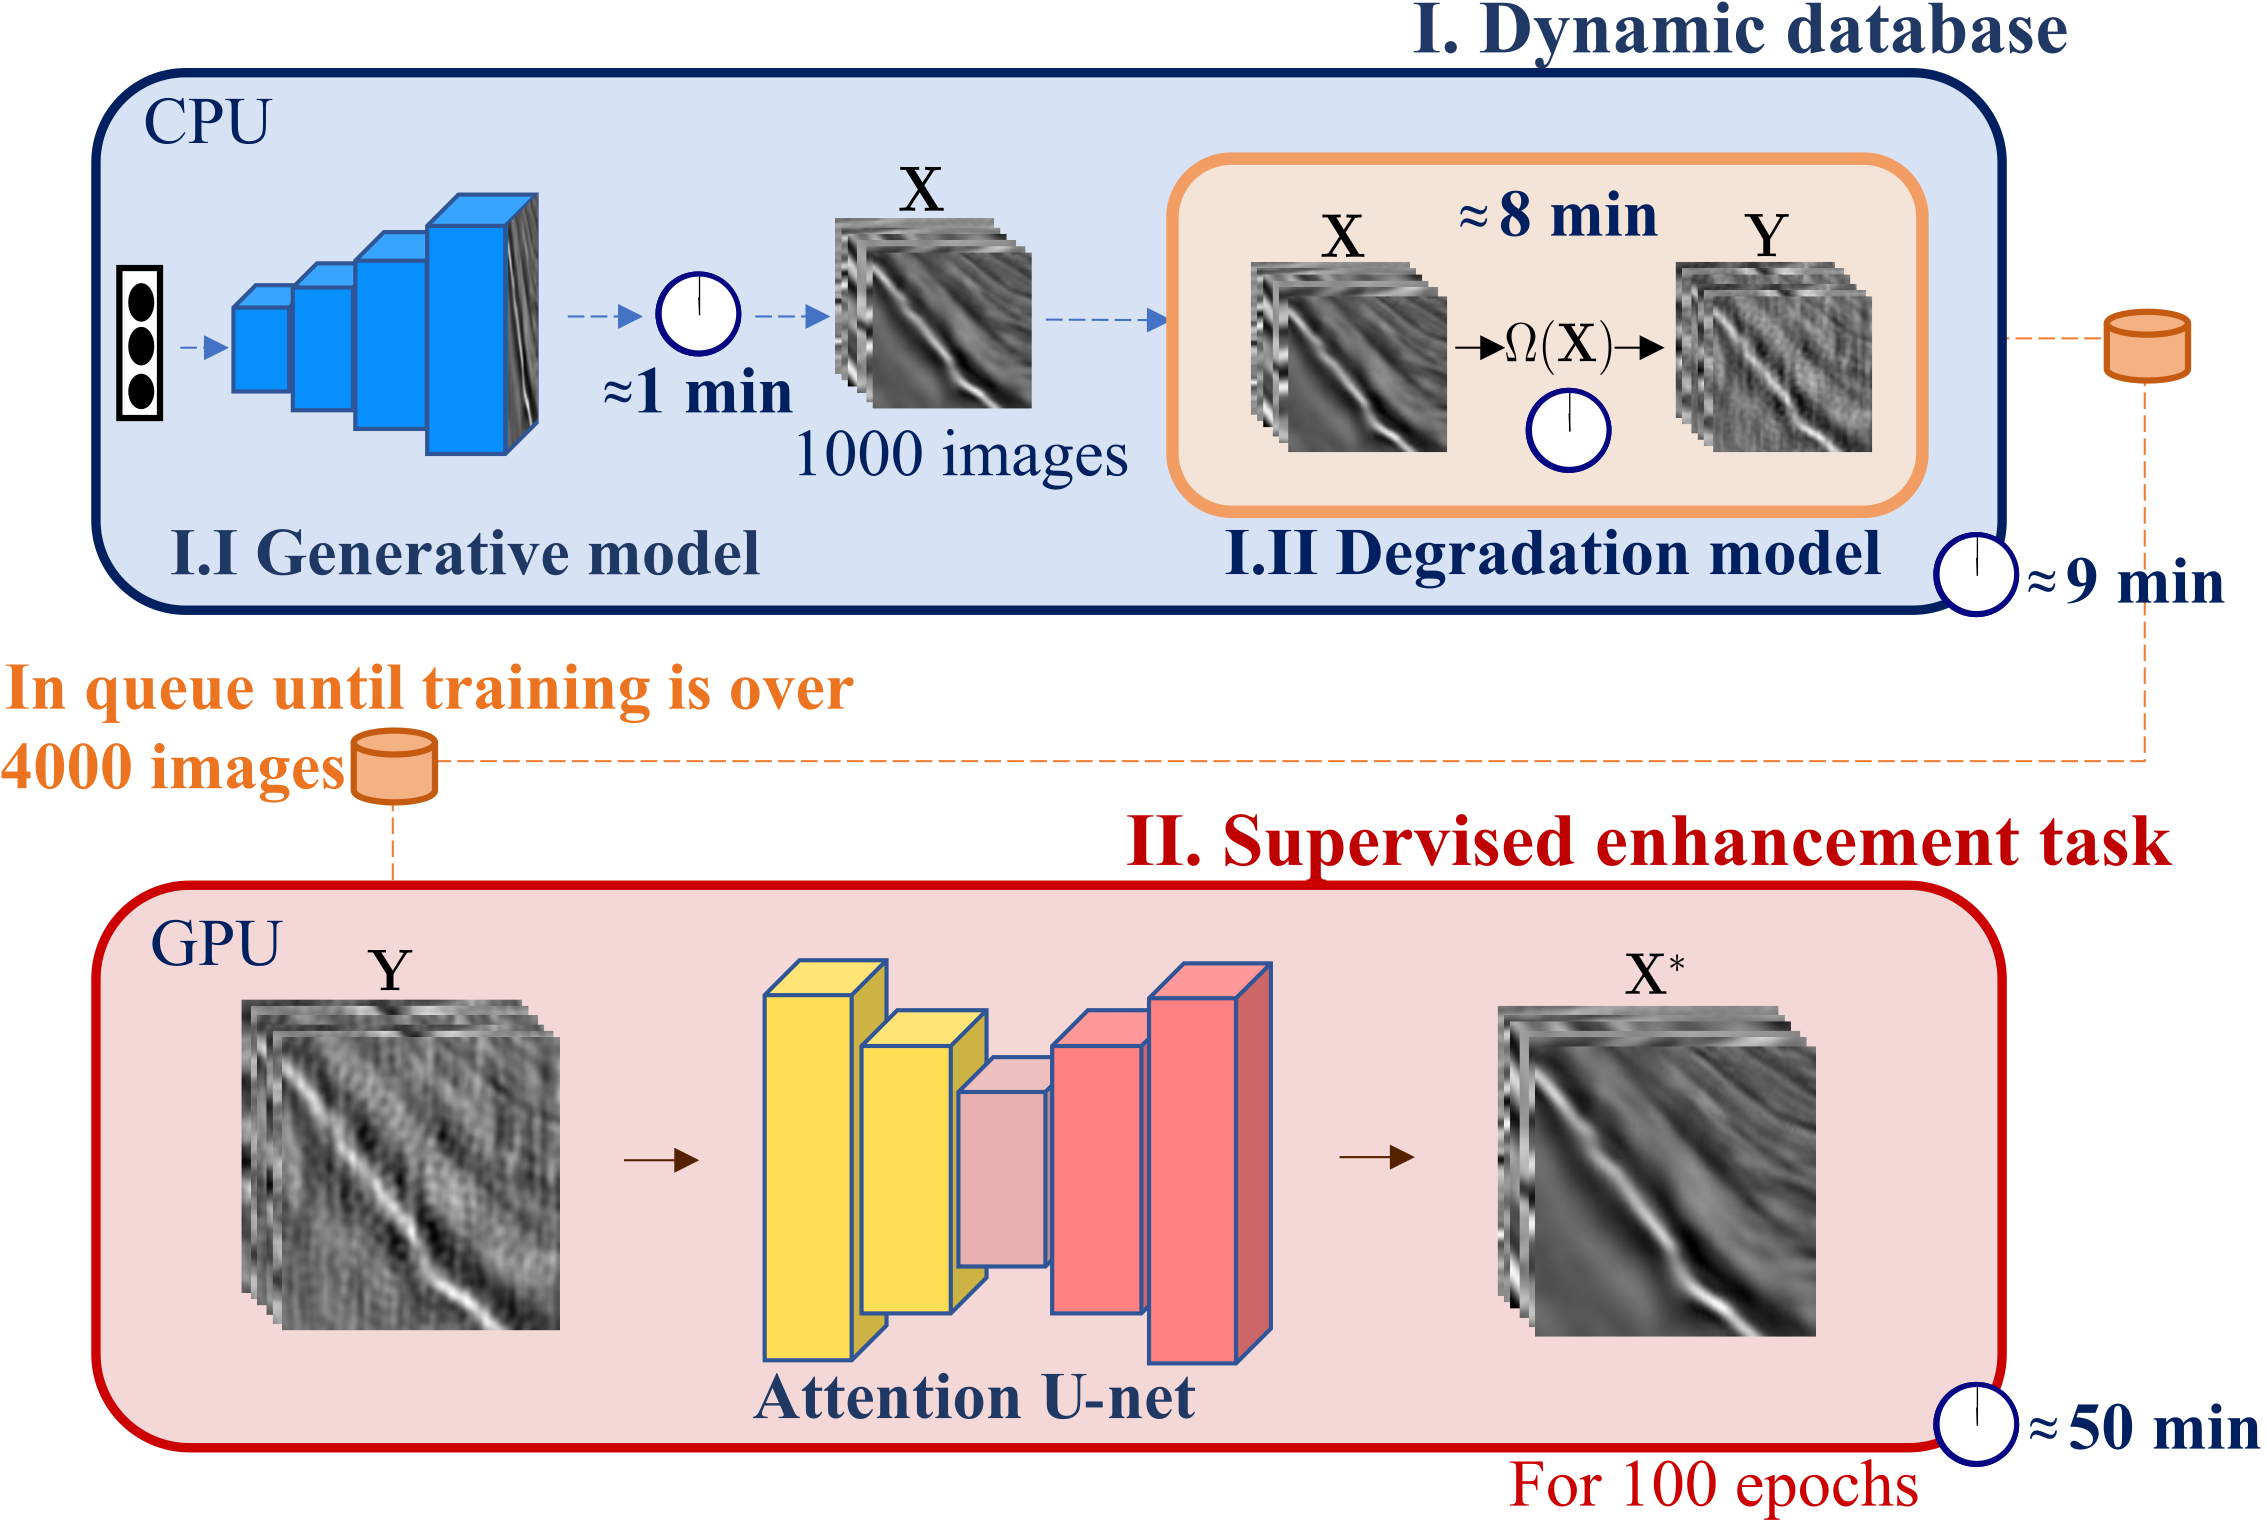 I. Dynamic database
CPU
X
≈1 min
1000 images
≈8 min
X
Y
Ω(X)
I.I Generative model
I.II Degradation model
≈9 min
In queue until training is over
4000 images
II. Supervised enhancement task
GPU
Y
X*
Attention U-net
≈50 min
For 100 epochs